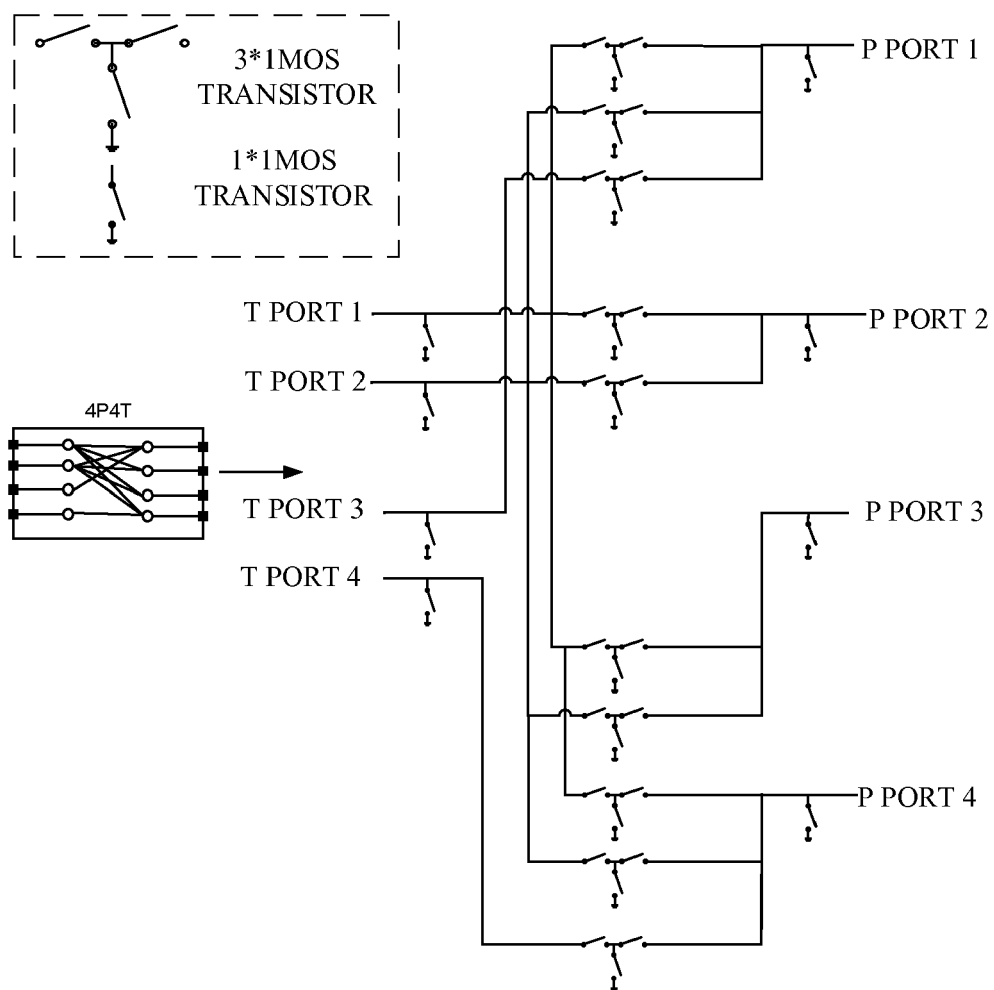 3*1MOS
TRANSISTOR
1*1MOS
TRANSISTOR
P PORT 1
T PORT 1
P PORT 2
T PORT 2
4P4T
T PORT 3
P PORT 3
T PORT 4
P PORT 4